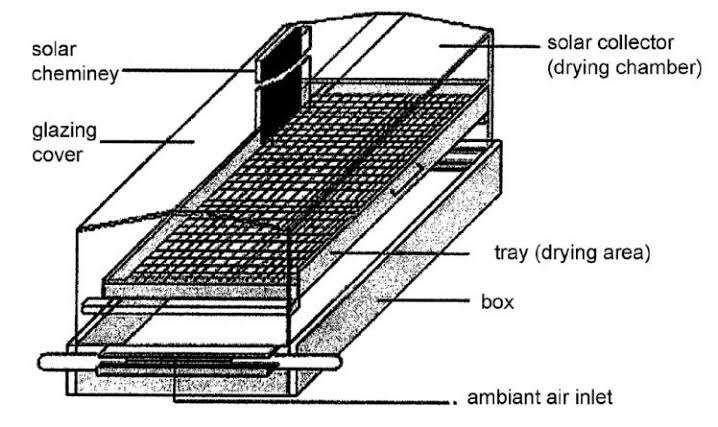 solar
cheminey
solar collector
(drying chamber)
glazing
cover
tray (drying area)
box
ambiant air inlet